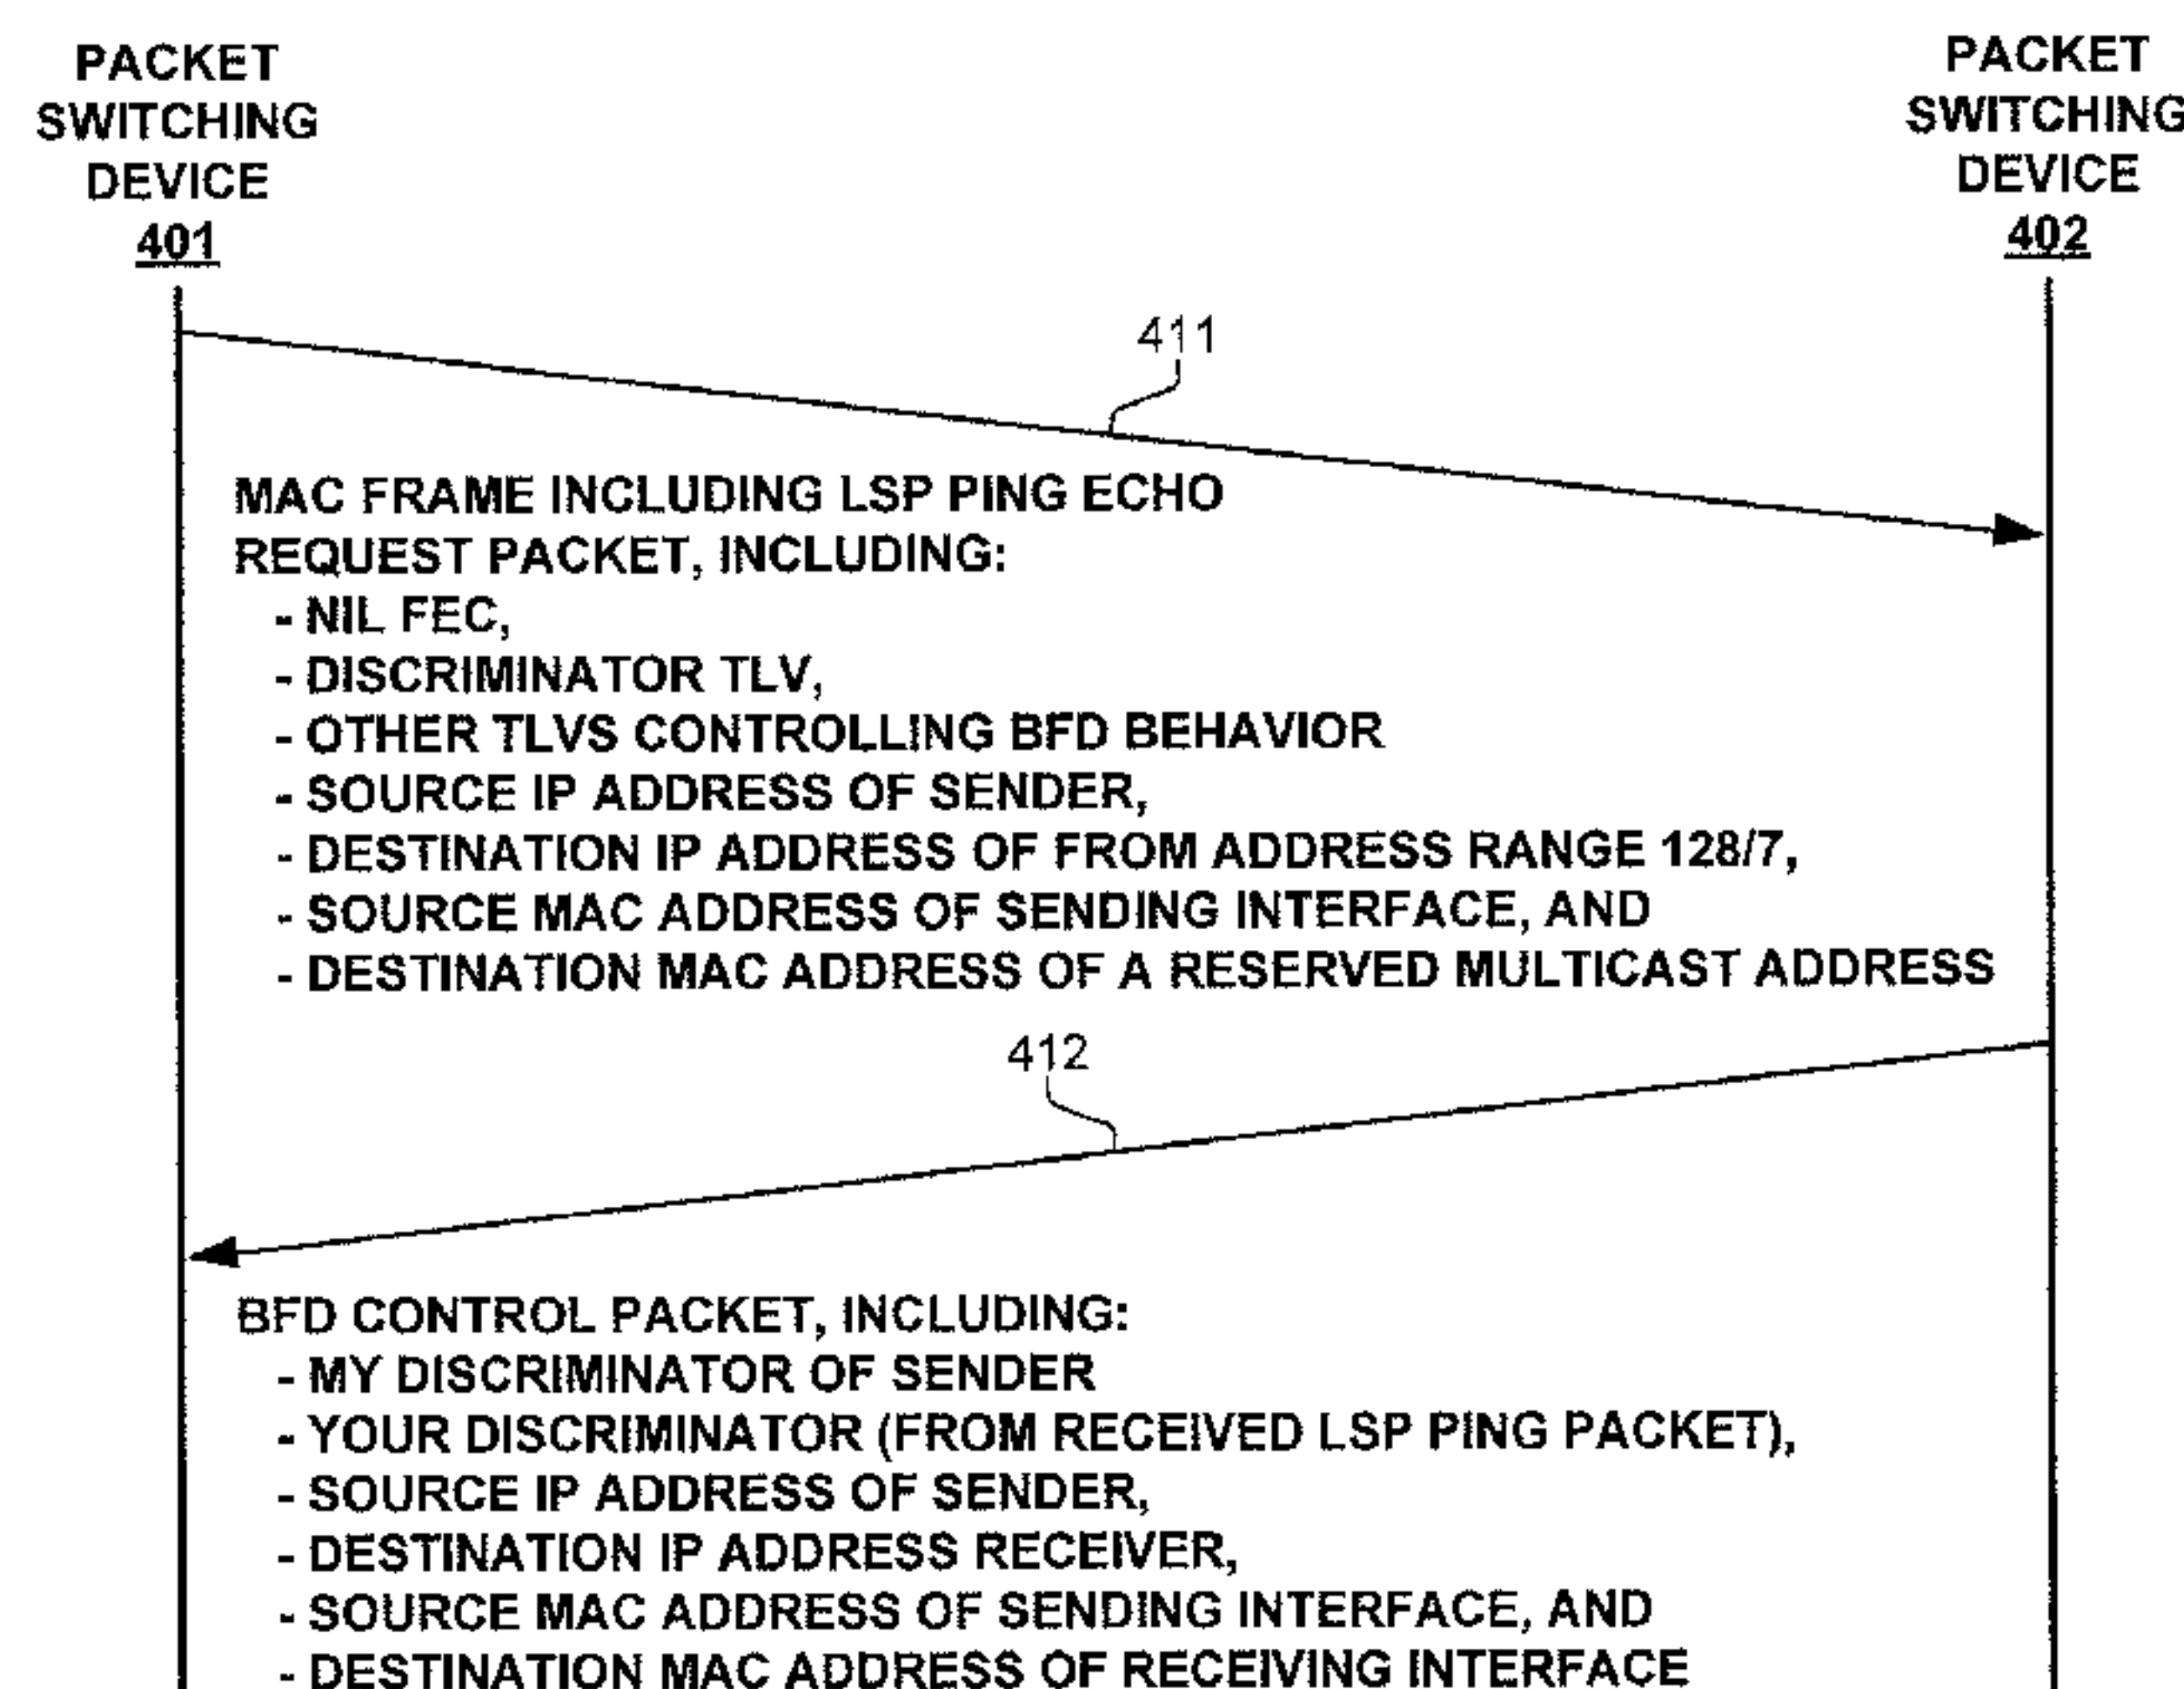 PACKET
SWITCHING
DEVICE
401
PACKET
SWITCHING
DEVICE
402
411
MAC FRAME INCLUDING LSP PING ECHO
REQUEST PACKET, INCLUDING:
- NIL FEC,
- DISCRIMINATOR TLV,
- OTHER TLVS CONTROLLING BFD BEHAVIOR
- SOURCE IP ADDRESS OF SENDER,
- DESTINATION IP ADDRESS OF FROM ADDRESS RANGE 128/7,
- SOURCE MAC ADDRESS OF SENDING INTERFACE, AND
- DESTINATION MAC ADDRESS OF A RESERVED MULTICAST ADDRESS
412
BFD CONTROL PACKET, INCLUDING:
- MY DISCRIMINATOR OF SENDER
- YOUR DISCRIMINATOR (FROM RECEIVED LSP PING PACKET),
- SOURCE IP ADDRESS OF SENDER,
- DESTINATION IP ADDRESS RECEIVER,
- SOURCE MAC ADDRESS OF SENDING INTERFACE, AND
- DESTINATION MAC ADDRESS OF RECEIVING INTERFACE